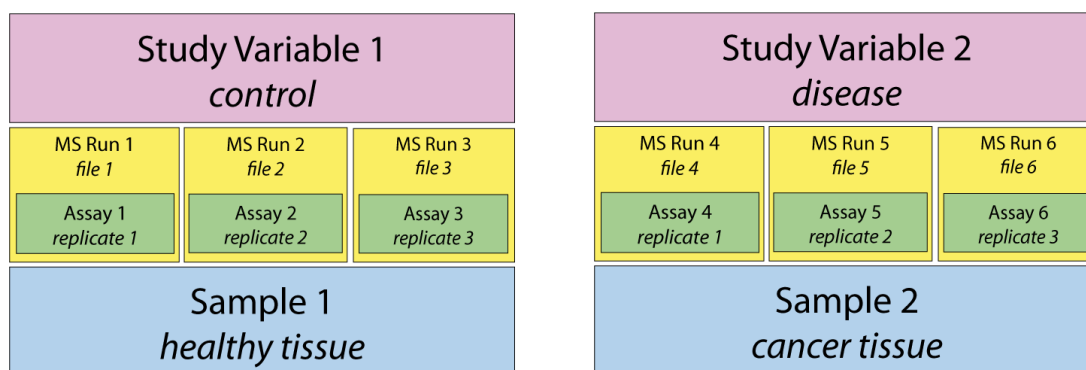 Study Variable 1
control
MS Run 1
file 1
MS Run 2
file 2
MS Run 3
file 3
Assay 1
replicate 1
Assay 2
replicate 2
Assay 3
replicate 3
Sample 1
healthy tissue
Study Variable 2
disease
MS Run 4
file 4
MS Run 5
file 5
MS Run 6
file 6
Assay 4
replicate 1
Assay 5
replicate 2
Assay 6
replicate 3
Sample 2
cancer tissue